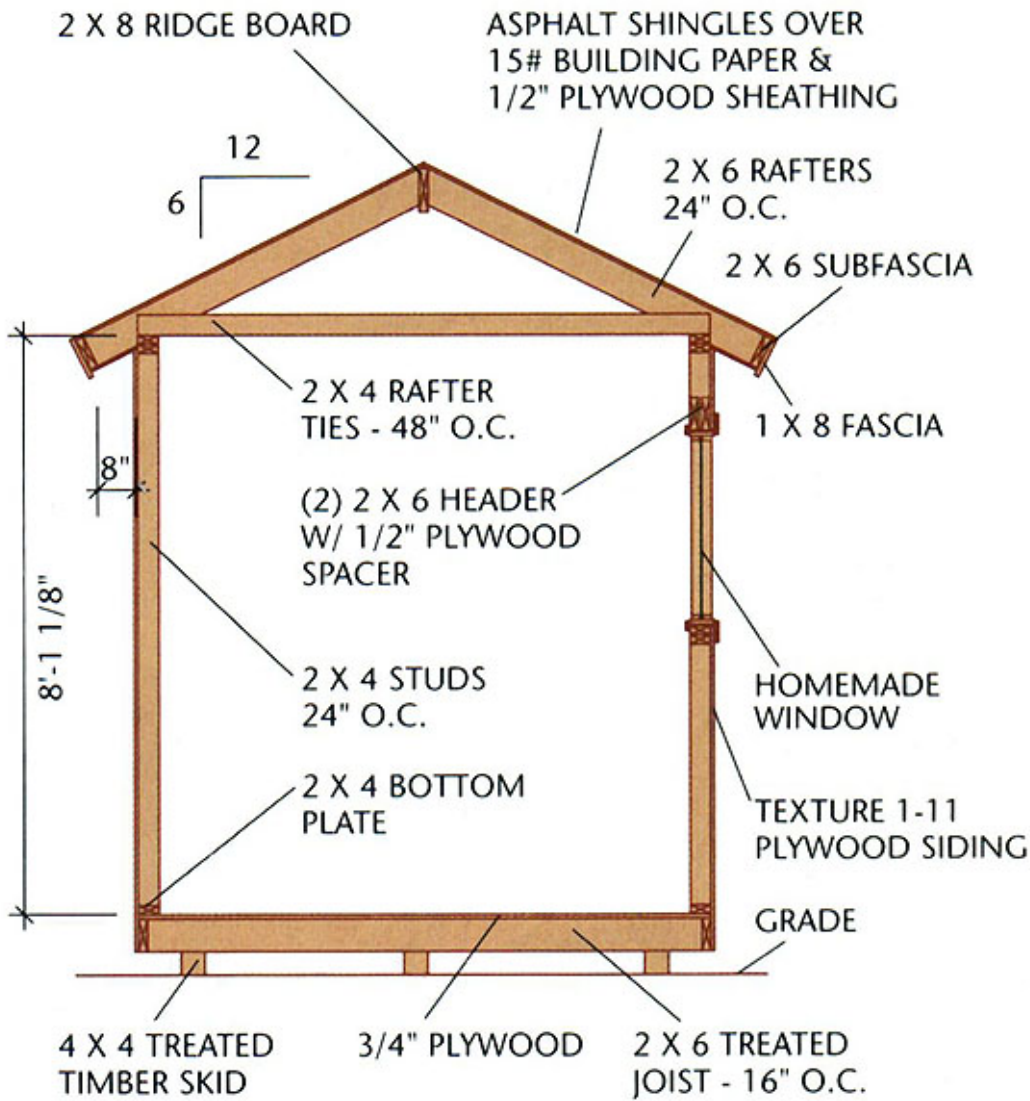 2 X 8 RIDGE BOARD
ASPHALT SHINGLES OVER
15# BUILDING PAPER &
1/2" PLYWOOD SHEATHING
12
6
2 X 6 RAFTERS
24" O.C.
2 X 6 SUBFASCIA
2 X 4 RAFTER
TIES - 48" O.C.
1 X 8 FASCIA
8"
(2) 2 X 6 HEADER
W/ 1/2" PLYWOOD
SPACER
8'-1 1/8"
2 X 4 STUDS
24" O.C.
HOMEMADE
WINDOW
2 X 4 BOTTOM
PLATE
TEXTURE 1-11
PLYWOOD SIDING
GRADE
4 X 4 TREATED
TIMBER SKID
3/4" PLYWOOD
2 X 6 TREATED
JOIST - 16" O.C.